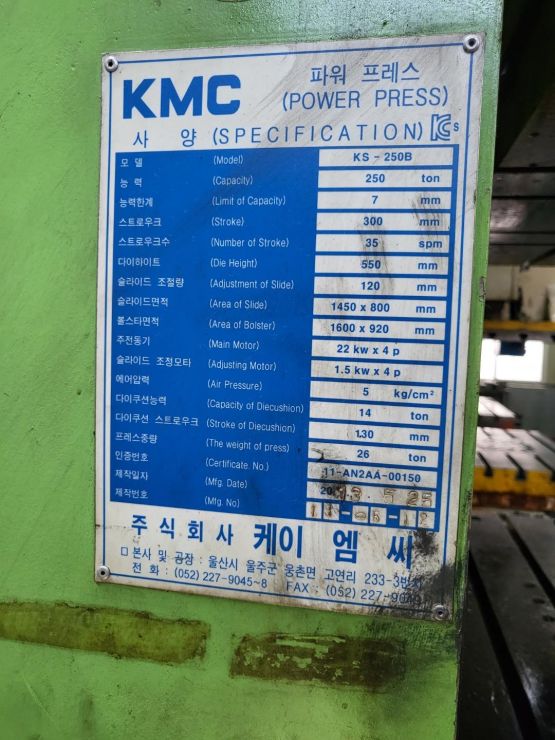 KMC
파워 프레스
(POWER PRESS)
사 양 (SPECIFICATION) KCs
모 델 (Model) KS - 250B
능 력 (Capacity) 250 ton
능력한계 (Limit of Capacity) 7 mm
스트로우크 (Stroke) 300 mm
스트로우크수 (Number of Stroke) 35 spm
다이하이트 (Die Height) 550 mm
슬라이드 조절량 (Adjustment of Slide) 120 mm
슬라이드면적 (Area of Slide) 1450 x 800 mm
볼스타면적 (Area of Bolster) 1600 x 920 mm
주전동기 (Main Motor) 22 kw x 4 p
슬라이드 조정모타 (Adjusting Motor) 1.5 kw x 4 p
에어압력 (Air Pressure) 5 kg/cm²
다이쿠션능력 (Capacity of Diecushion) 14 ton
다이쿠션 스트로우크 (Stroke of Diecushion) 130 mm
프레스중량 (The weight of press) 26 ton
인증번호 (Certificate. No.) 11-AN2AA-00150
제작일자 (Mfg. Date) 2013. 5 25
제작번호 (Mfg. No)
주식회사 케이 엠 씨
□ 본사 및 공장 : 울산시 울주군 웅촌면 고연리 233-3번지
전 화 : (052) 227-9045~8 FAX : (052) 227-9049